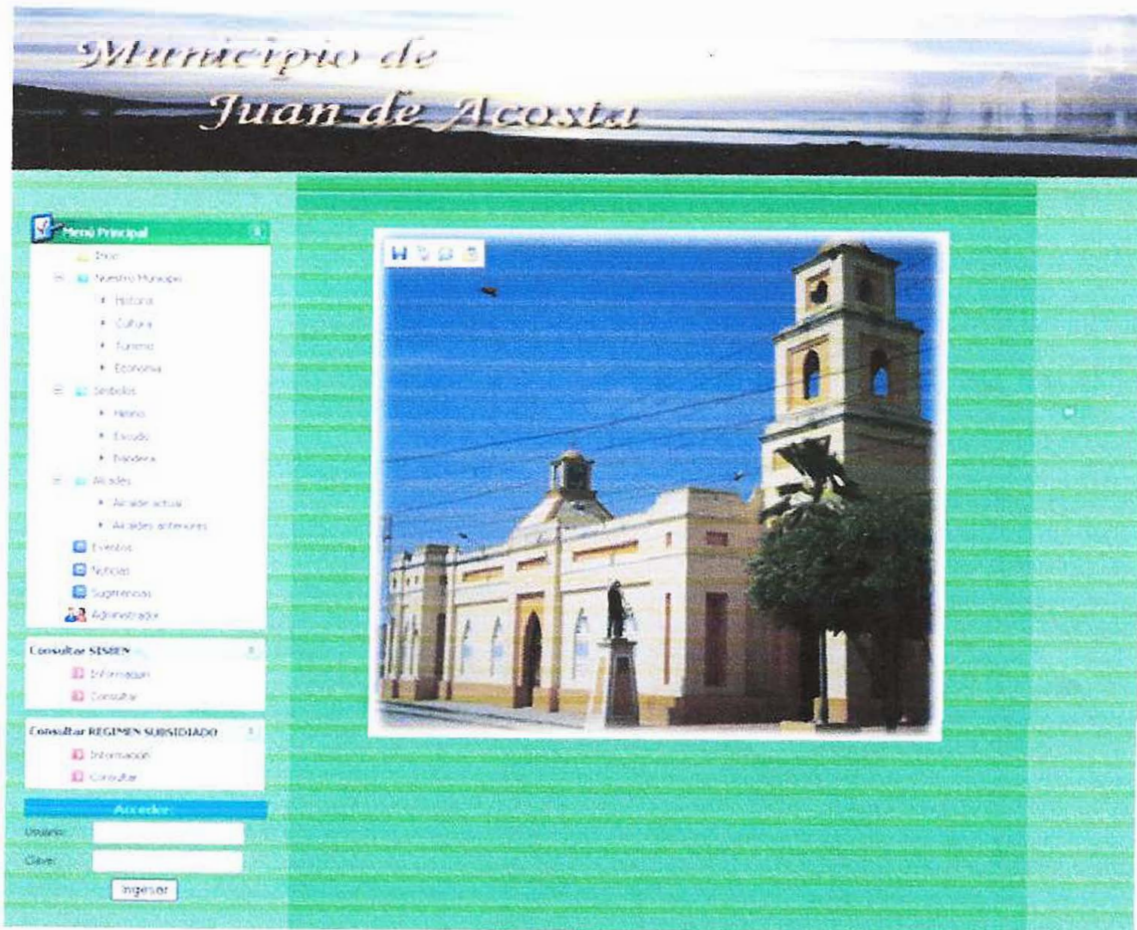 Municipio de
Juan de Acosta
Menú Principal
Inicio
Nuestro Municipio
Historia
Cultura
Turismo
Economia
Simbolos
Himno
Escudo
Bandera
Alcaldes
Alcalde actual
Alcaldes anteriores
Eventos
Noticias
Sugerencias
Administrador
Consultar SISBEN
Información
Consultar
Consultar REGIMEN SUBSIDIADO
Información
Consultar
Acceder:
Usuario:
Clave:
Ingresar